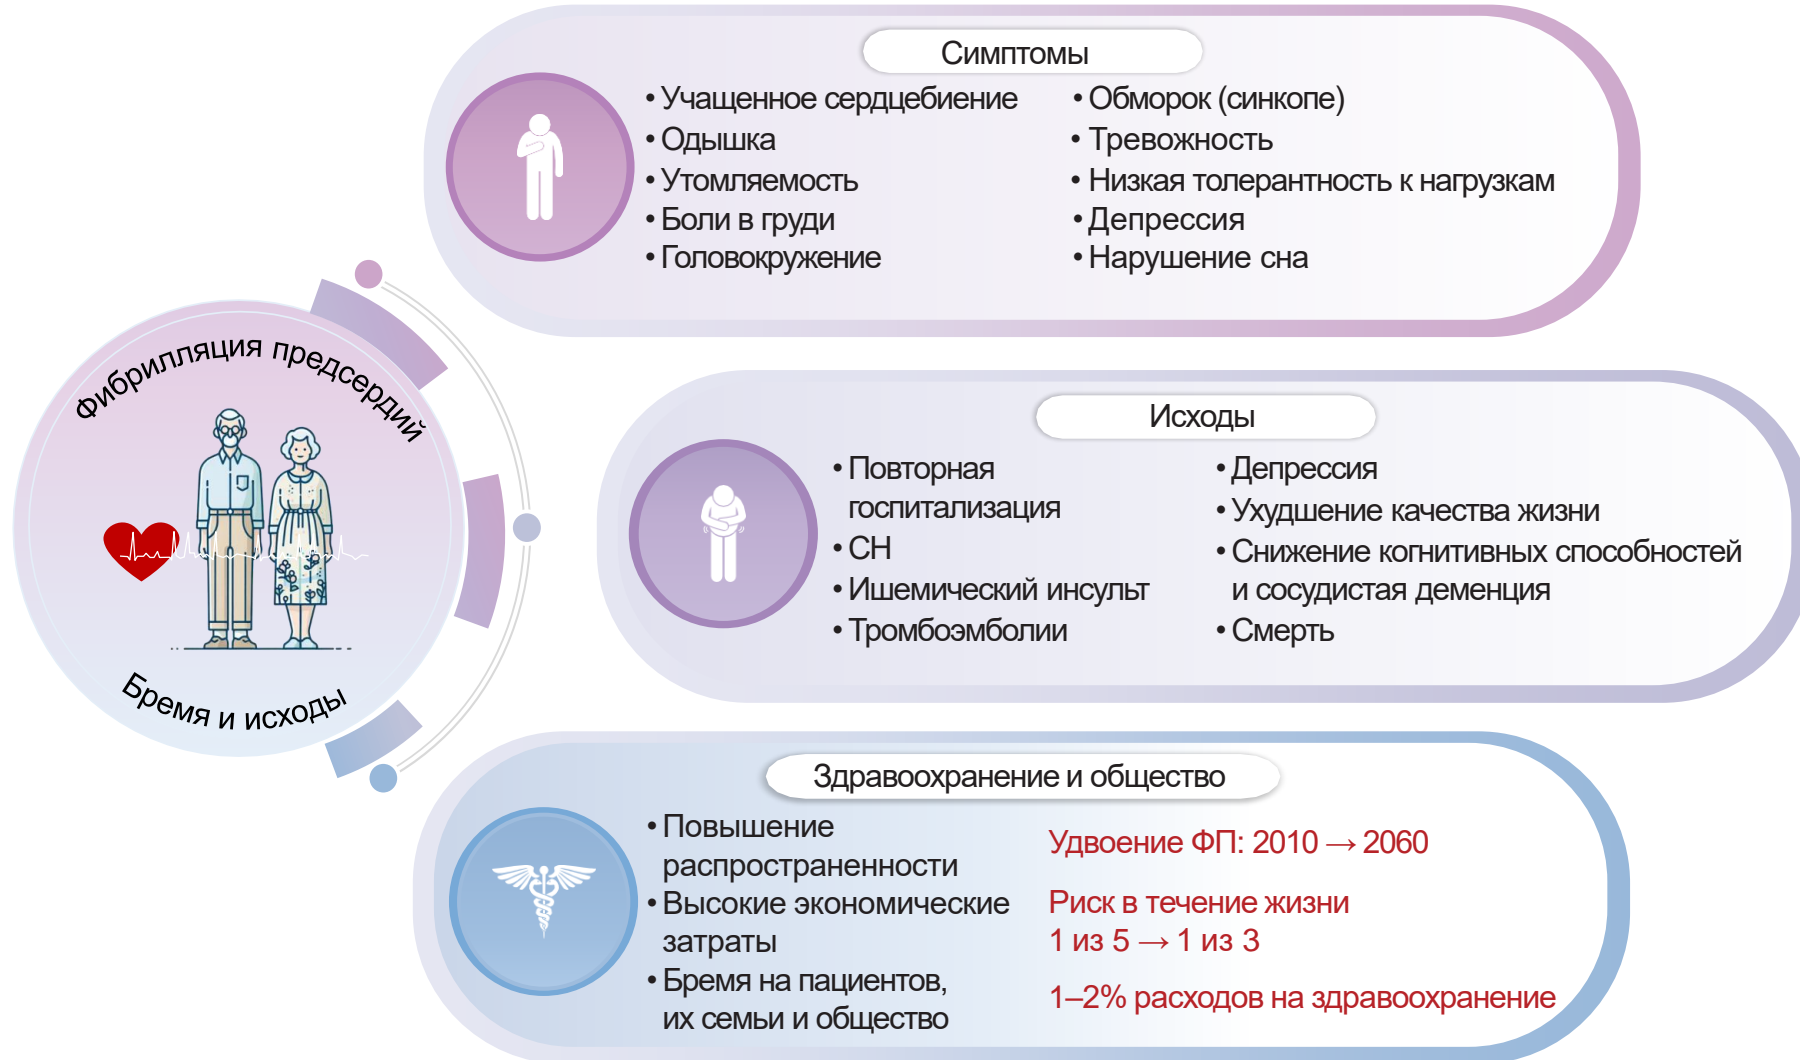 Фибрилляция предсердий
Бремя и исходы
Симптомы
• Учащенное сердцебиение
• Одышка
• Утомляемость
• Боли в груди
• Головокружение
• Обморок (синкопе)
• Тревожность
• Низкая толерантность к нагрузкам
• Депрессия
• Нарушение сна
Исходы
• Повторная
госпитализация
• СН
• Ишемический инсульт
• Тромбоэмболии
• Депрессия
• Ухудшение качества жизни
• Снижение когнитивных способностей
и сосудистая деменция
• Смерть
Здравоохранение и общество
• Повышение
распространенности
• Высокие экономические
затраты
• Бремя на пациентов,
их семьи и общество
Удвоение ФП: 2010 → 2060
Риск в течение жизни
1 из 5 → 1 из 3
1–2% расходов на здравоохранение